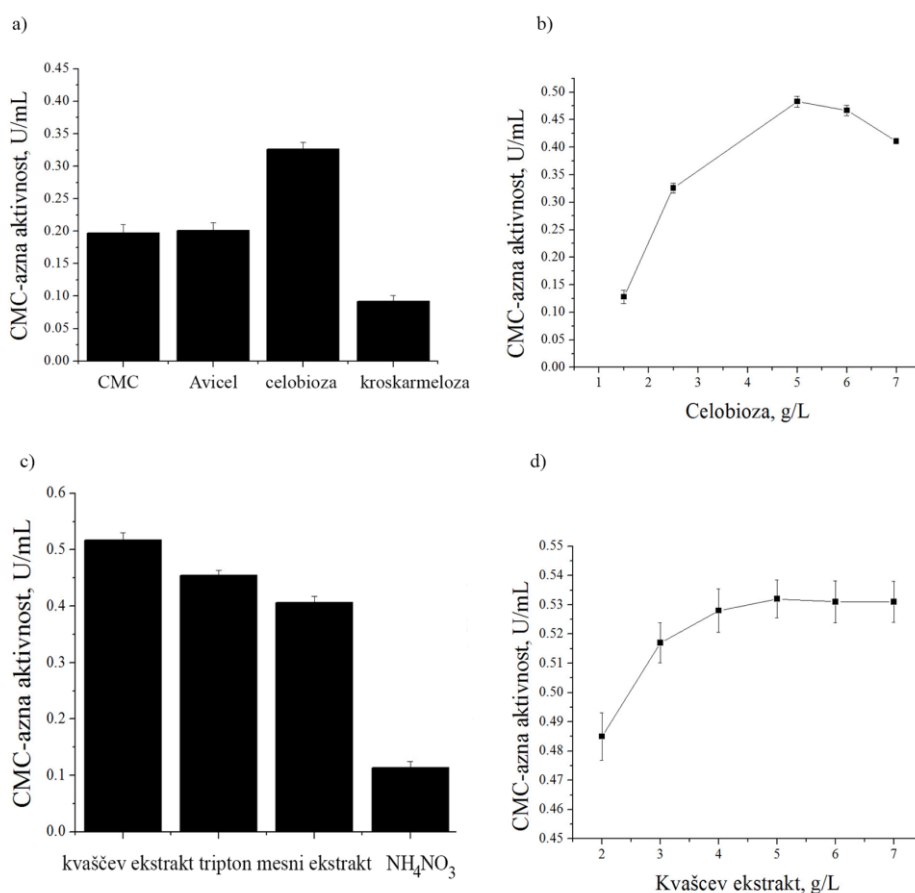 a)
CMC-azna aktivnost, U/mL
0.50
0.45
0.40
0.35
0.30
0.25
0.20
0.15
0.10
0.05
0.00
CMC Avicel celobioza kroskarmeloza
b)
CMC-azna aktivnost, U/mL
0.50
0.45
0.40
0.35
0.30
0.25
0.20
0.15
0.10
0.05
0.00
1 2 3 4 5 6 7
Celobioza, g/L
c)
CMC-azna aktivnost, U/mL
0.6
0.5
0.4
0.3
0.2
0.1
0.0
kvaščev ekstrakt tripton mesni ekstrakt NH₄NO₃
d)
CMC-azna aktivnost, U/mL
0.55
0.54
0.53
0.52
0.51
0.50
0.49
0.48
0.47
0.46
0.45
2 3 4 5 6 7
Kvašcev ekstrakt, g/L